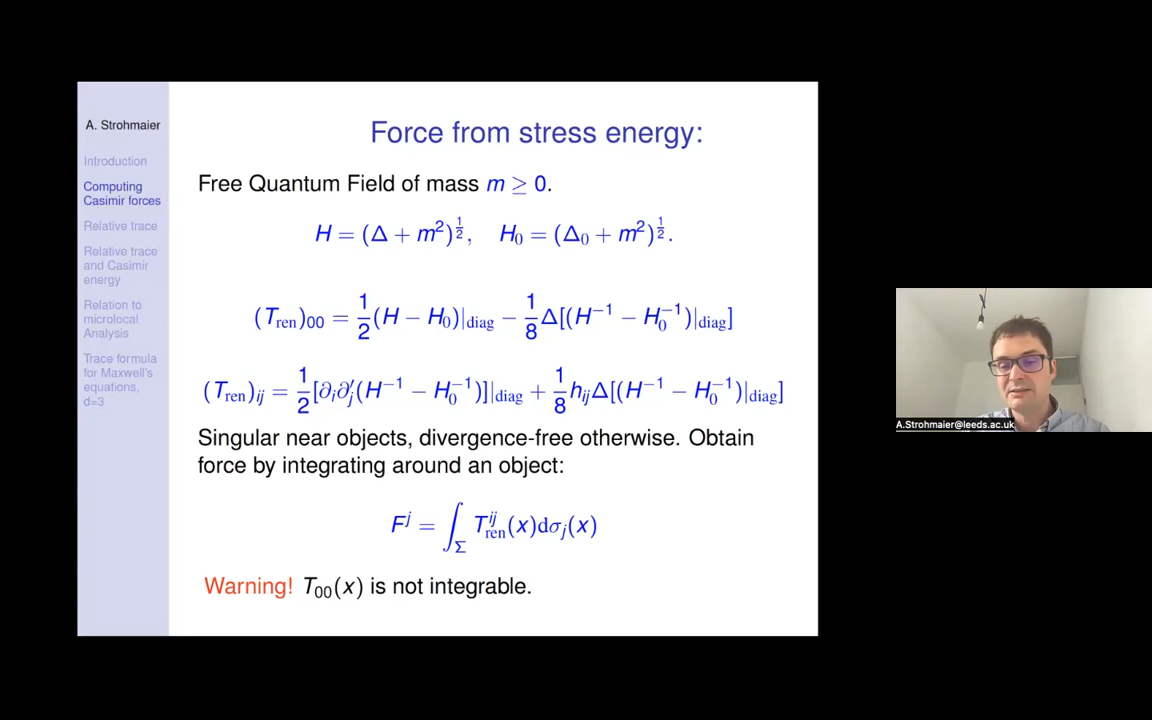 A. Strohmaier
Introduction
Computing
Casimir forces
Relative trace
Relative trace
and Casimir
energy
Relation to
microlocal
Analysis
Trace formula
for Maxwell's
equations,
d=3
Force from stress energy:
Free Quantum Field of mass m ≥ 0.
H = (Δ + m²)^{1/2}, H₀ = (Δ₀ + m²)^{1/2}.
(T_ren)₀₀ = 1/2 (H − H₀)|_diag − 1/8 Δ[(H⁻¹ − H₀⁻¹)|_diag]
(T_ren)_ij = 1/2 [∂_i∂′_j(H⁻¹ − H₀⁻¹)]|_diag + 1/8 h_ij Δ[(H⁻¹ − H₀⁻¹)|_diag]
Singular near objects, divergence-free otherwise. Obtain
force by integrating around an object:
F^j = ∫_Σ T^{ij}_ren(x)dσ_j(x)
Warning! T₀₀(x) is not integrable.
A.Strohmaier@leeds.ac.uk